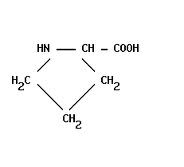 HN — CH — COOH
H2C CH2
CH2